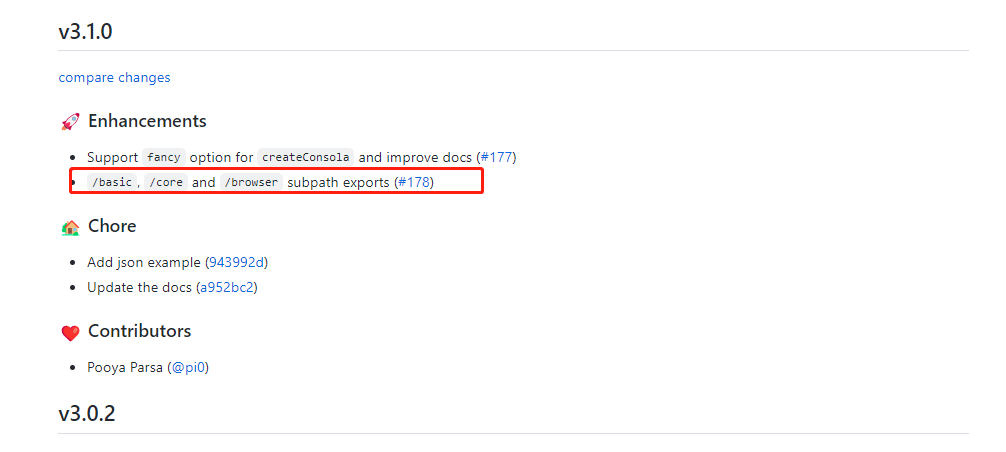 v3.1.0
compare changes
🚀 Enhancements
• Support fancy option for createConsola and improve docs (#177)
• /basic, /core and /browser subpath exports (#178)
🏡 Chore
• Add json example (943992d)
• Update the docs (a952bc2)
❤️ Contributors
• Pooya Parsa (@pi0)
v3.0.2